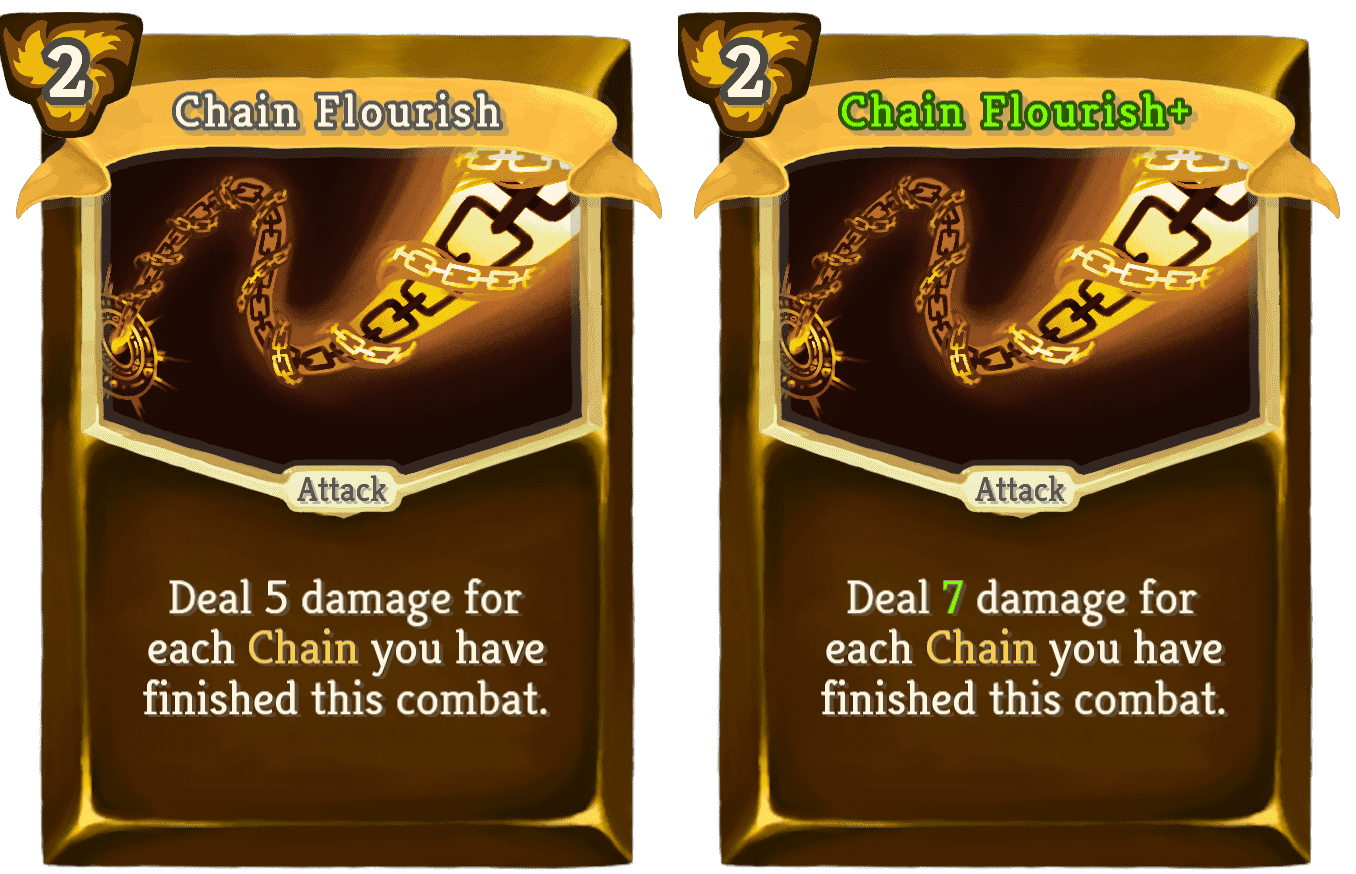 2
Chain Flourish
Attack
Deal 5 damage for
each Chain you have
finished this combat.
2
Chain Flourish+
Attack
Deal 7 damage for
each Chain you have
finished this combat.